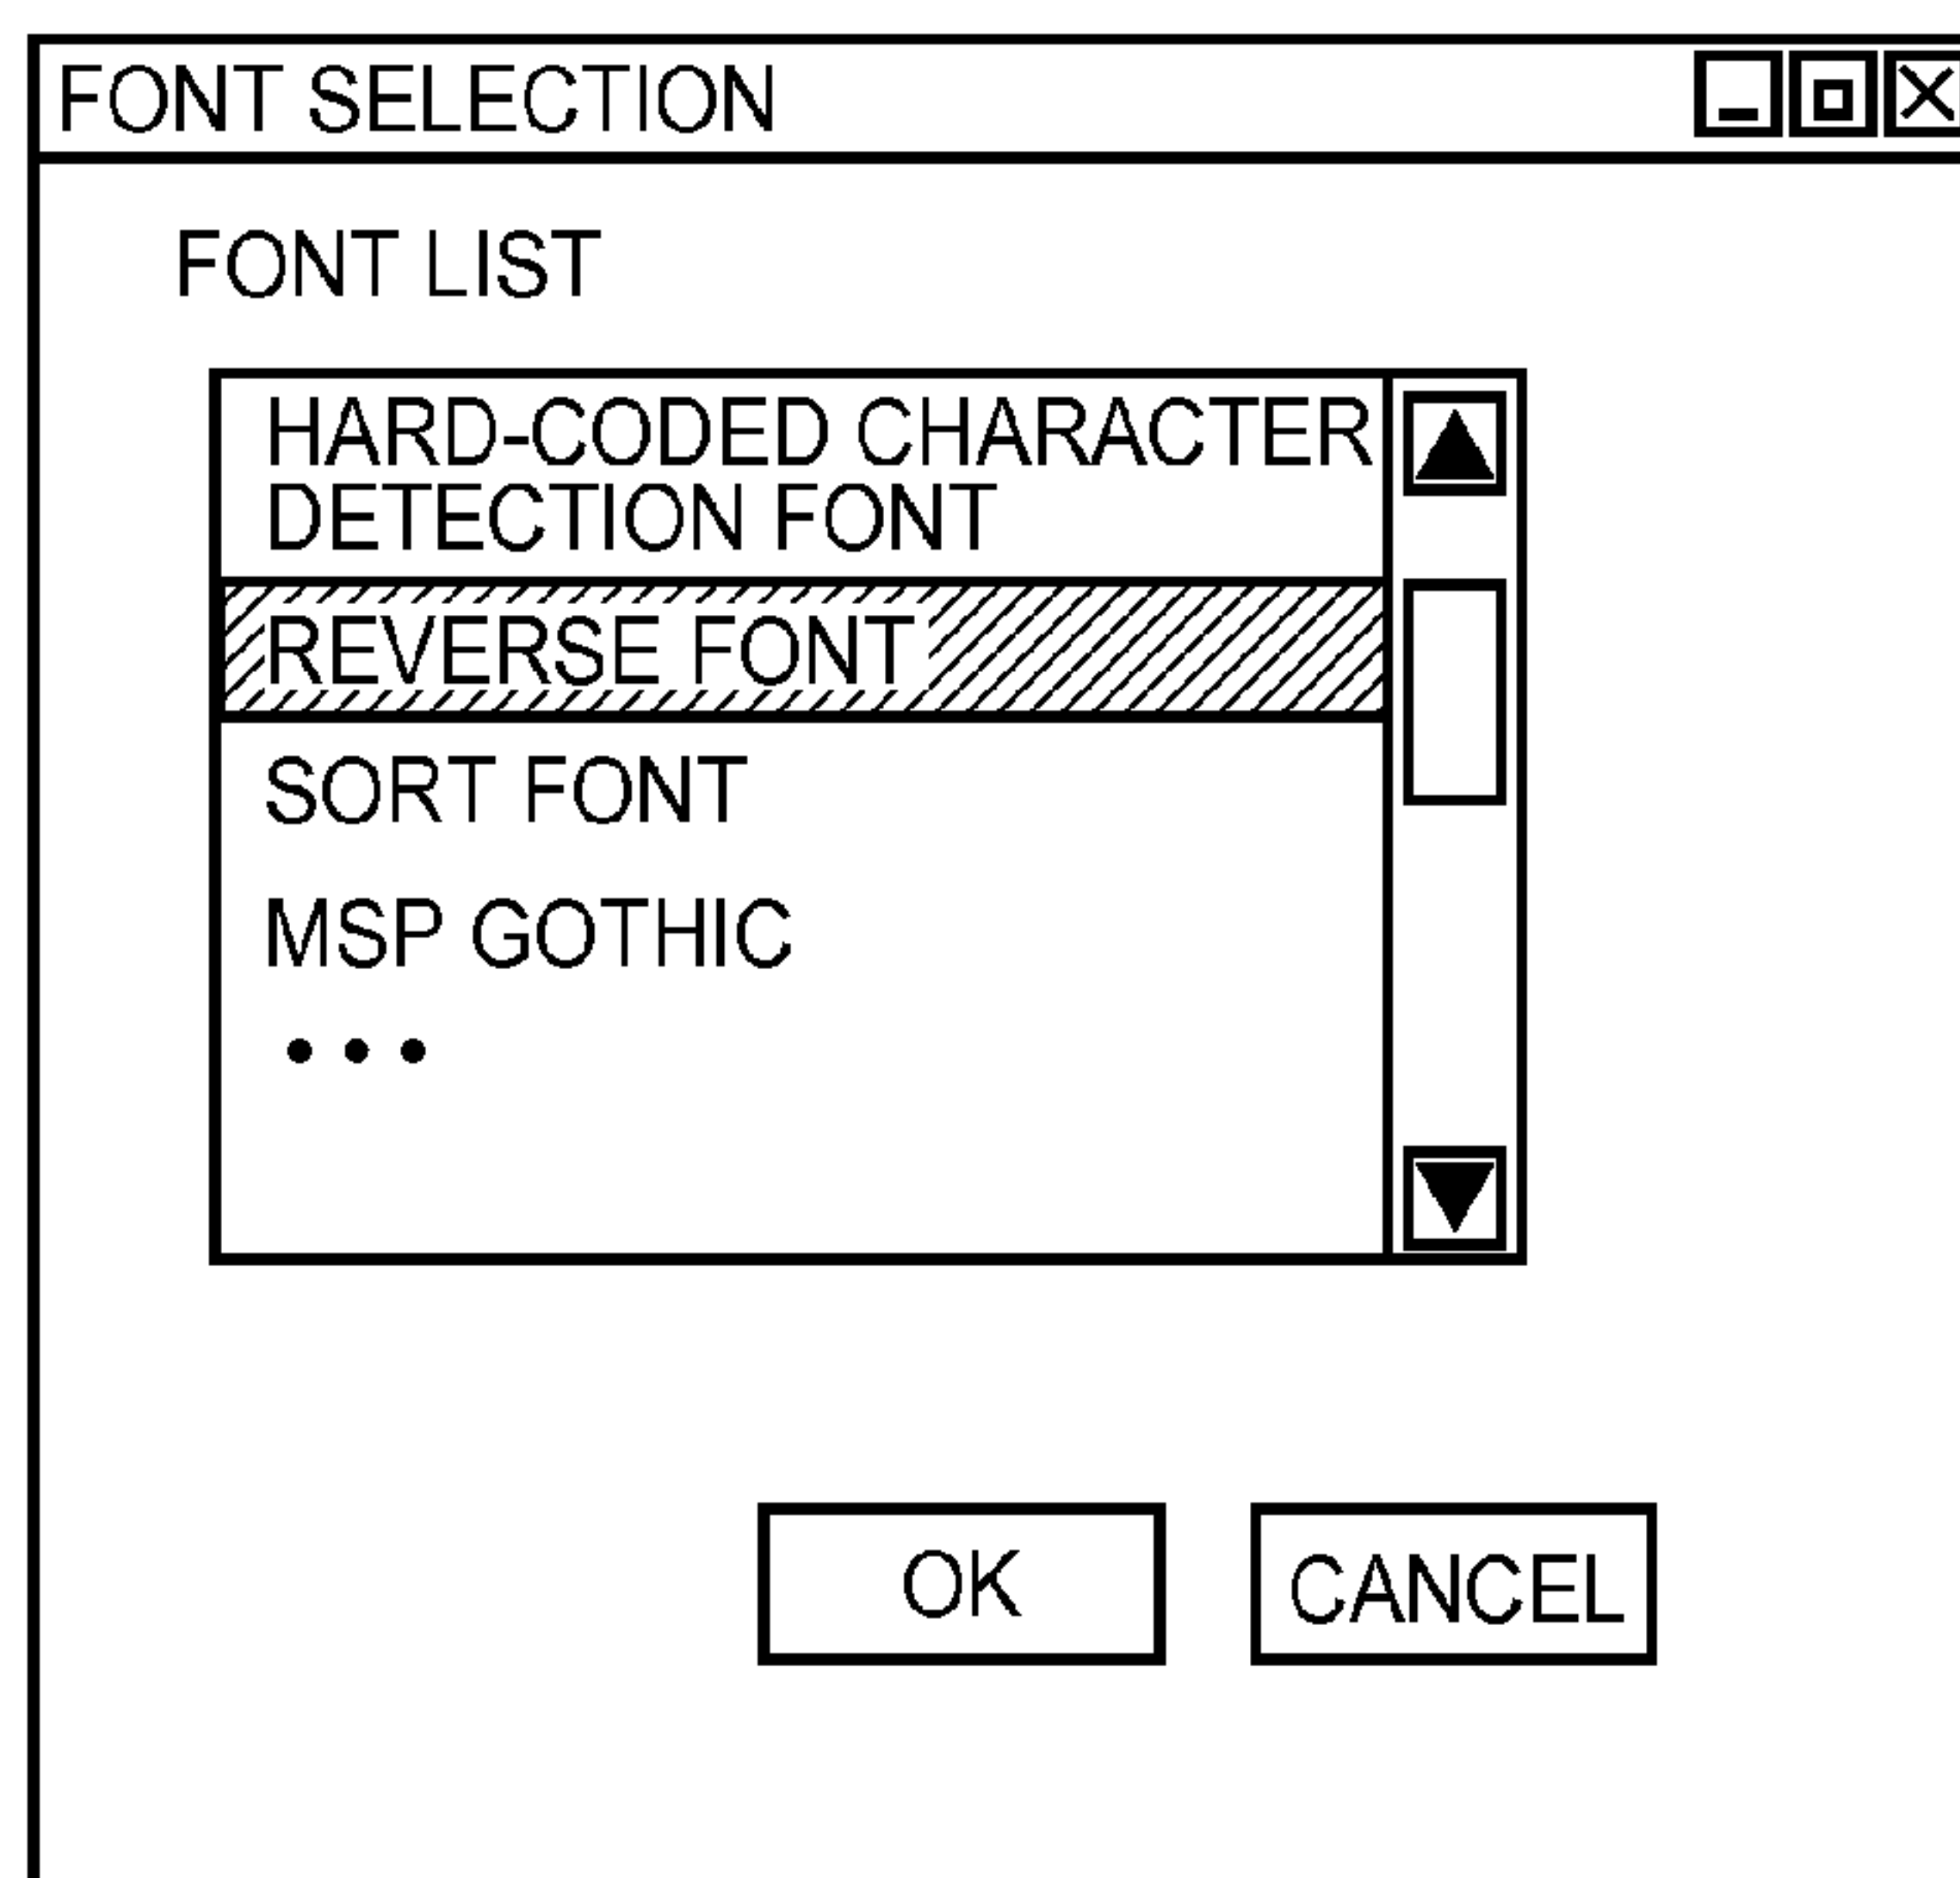 FONT SELECTION
FONT LIST
HARD-CODED CHARACTER
DETECTION FONT
REVERSE FONT
SORT FONT
MSP GOTHIC
• • •
OK
CANCEL